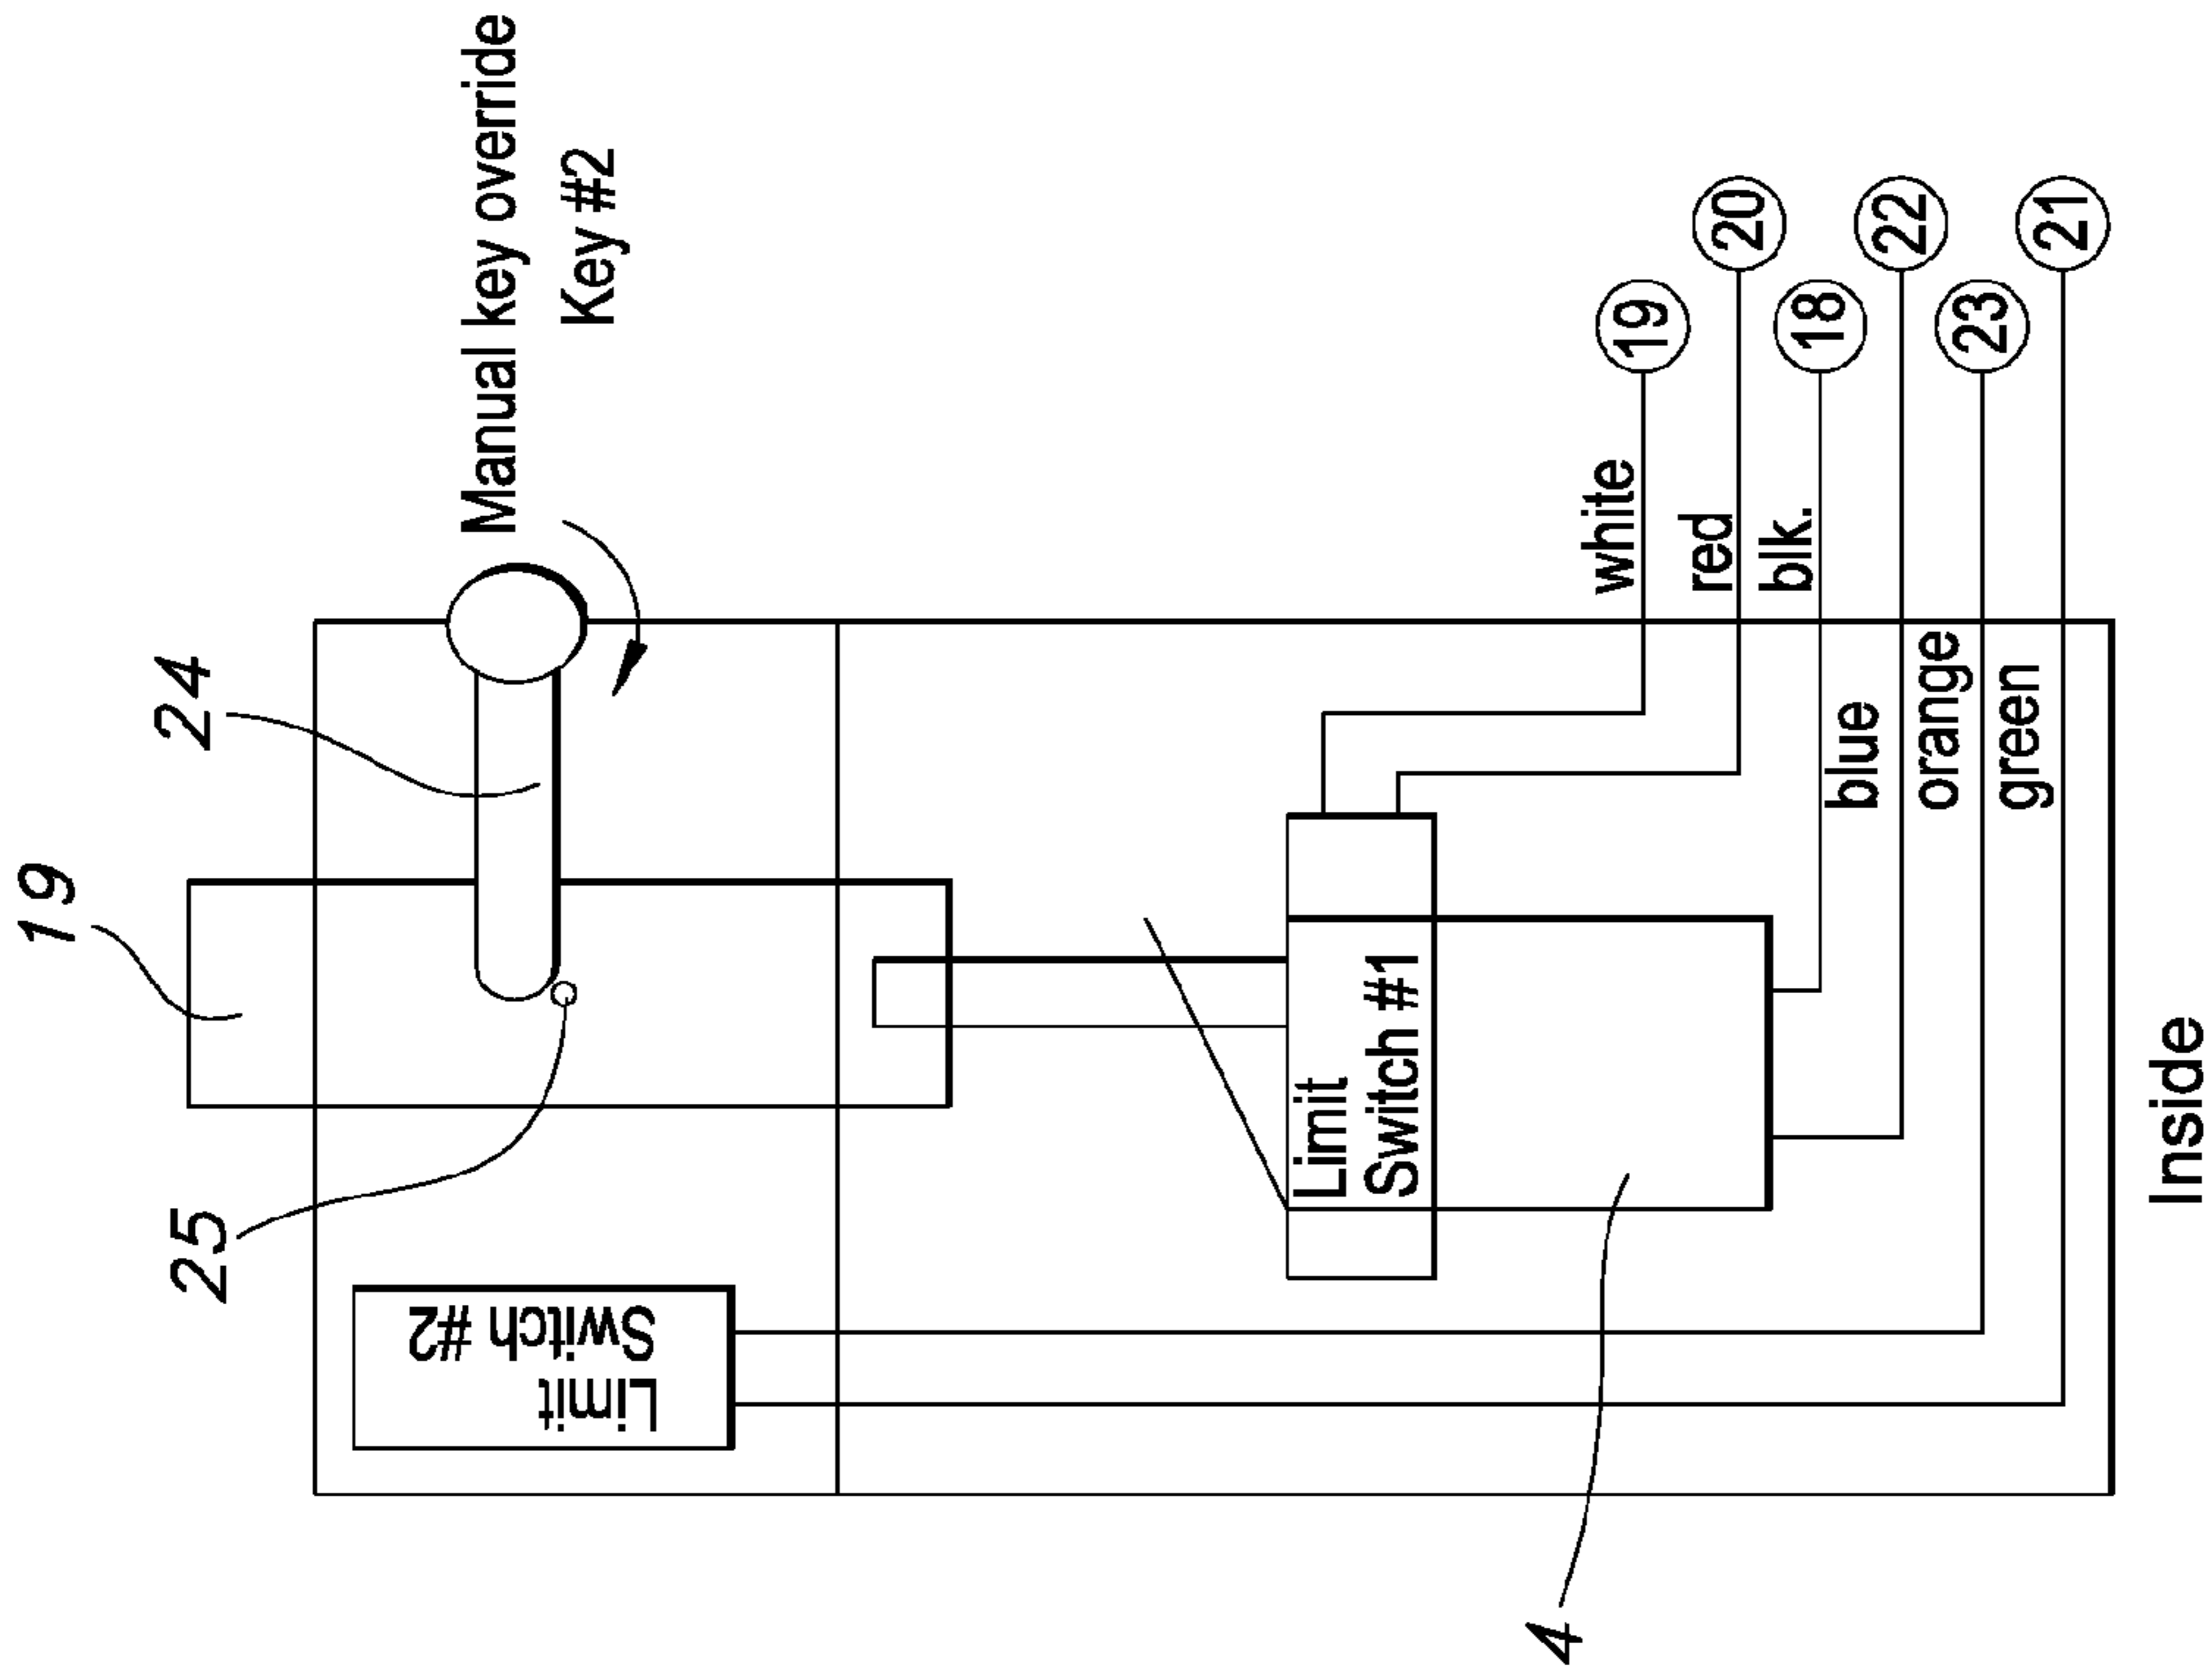 Manual key override
Key #2
24
19
25
Limit
Switch #2
Limit
Switch #1
white
red
blk.
blue
orange
green
19
20
18
22
23
21
4
Inside